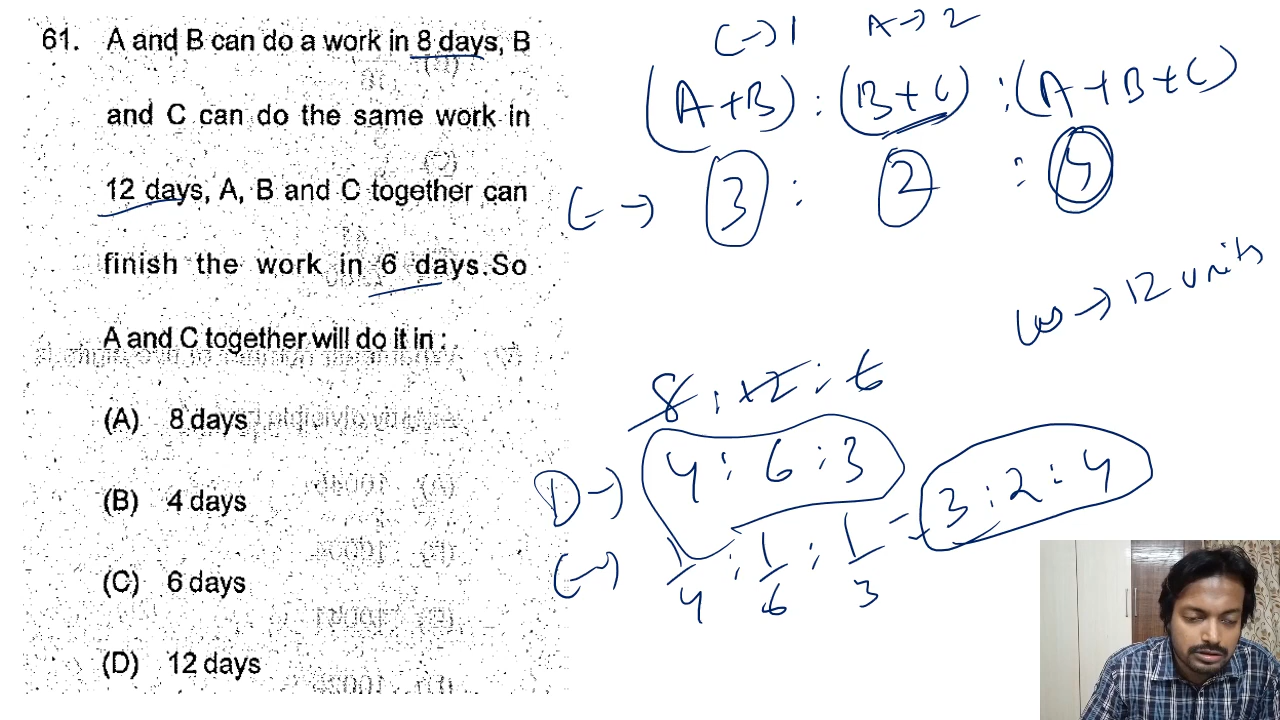 61. A and B can do a work in 8 days, B
and C can do the same work in
12 days, A, B and C together can
finish the work in 6 days. So
A and C together will do it in :
(A) 8 days
(B) 4 days
(C) 6 days
(D) 12 days
C → 1 A → 2
(A+B) : (B+C) : (A+B+C)
C → 3 : 2 : 4
→ 12 units
8 : 12 : 6
D → 4 : 6 : 3
C → 1/4 : 1/6 : 1/3 = 3 : 2 : 4